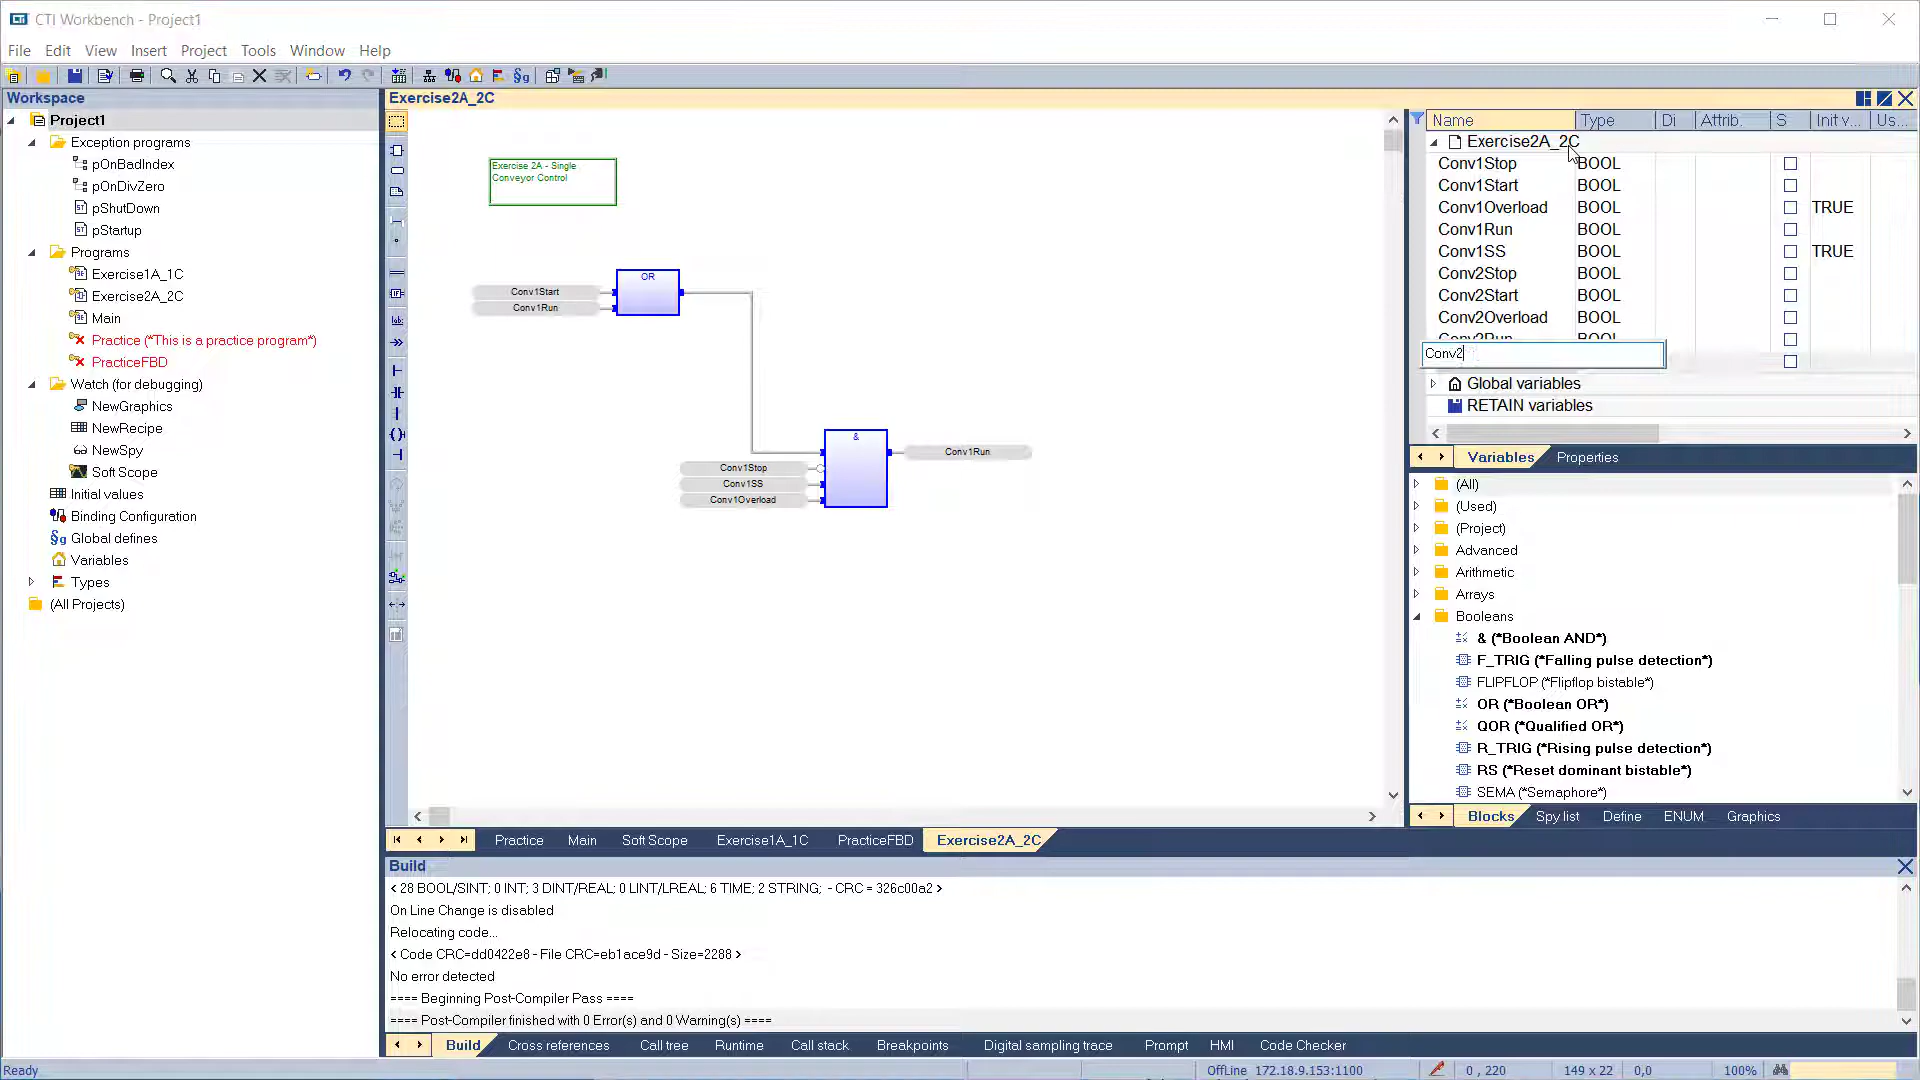 CTI Workbench - Project1
File Edit View Insert Project Tools Window Help
Workspace
Project1
Exception programs
pOnBadIndex
pOnDivZero
pShutDown
pStartup
Programs
Exercise1A_1C
Exercise2A_2C
Main
Practice (*This is a practice program*)
PracticeFBD
Watch (for debugging)
NewGraphics
NewRecipe
NewSpy
Soft Scope
Initial values
Binding Configuration
Global defines
Variables
Types
(All Projects)
Exercise2A_2C
Exercise 2A - Single
Conveyor Control
OR
Conv1Start
Conv1Run
&
Conv1Stop
Conv1SS
Conv1Overload
Conv1Run
Name Type Di Attrib. S Init v... Us...
Exercise2A_2C
Conv1Stop BOOL
Conv1Start BOOL
Conv1Overload BOOL TRUE
Conv1Run BOOL
Conv1SS BOOL TRUE
Conv2Stop BOOL
Conv2Start BOOL
Conv2Overload BOOL
Conv2Run BOOL
Conv2
Global variables
RETAIN variables
Variables Properties
(All)
(Used)
(Project)
Advanced
Arithmetic
Arrays
Booleans
& (*Boolean AND*)
F_TRIG (*Falling pulse detection*)
FLIPFLOP (*Flipflop bistable*)
OR (*Boolean OR*)
QOR (*Qualified OR*)
R_TRIG (*Rising pulse detection*)
RS (*Reset dominant bistable*)
SEMA (*Semaphore*)
Blocks Spy list Define ENUM Graphics
Practice Main Soft Scope Exercise1A_1C PracticeFBD Exercise2A_2C
Build
< 28 BOOL/SINT; 0 INT; 3 DINT/REAL; 0 LINT/LREAL; 6 TIME; 2 STRING; - CRC = 326c00a2 >
On Line Change is disabled
Relocating code...
< Code CRC=dd0422e8 - File CRC=eb1ace9d - Size=2288 >
No error detected
==== Beginning Post-Compiler Pass ====
==== Post-Compiler finished with 0 Error(s) and 0 Warning(s) ====
Build Cross references Call tree Runtime Call stack Breakpoints Digital sampling trace Prompt HMI Code Checker
Ready OffLine 172.18.9.153:1100 0 , 220 149 x 22 0,0 100%